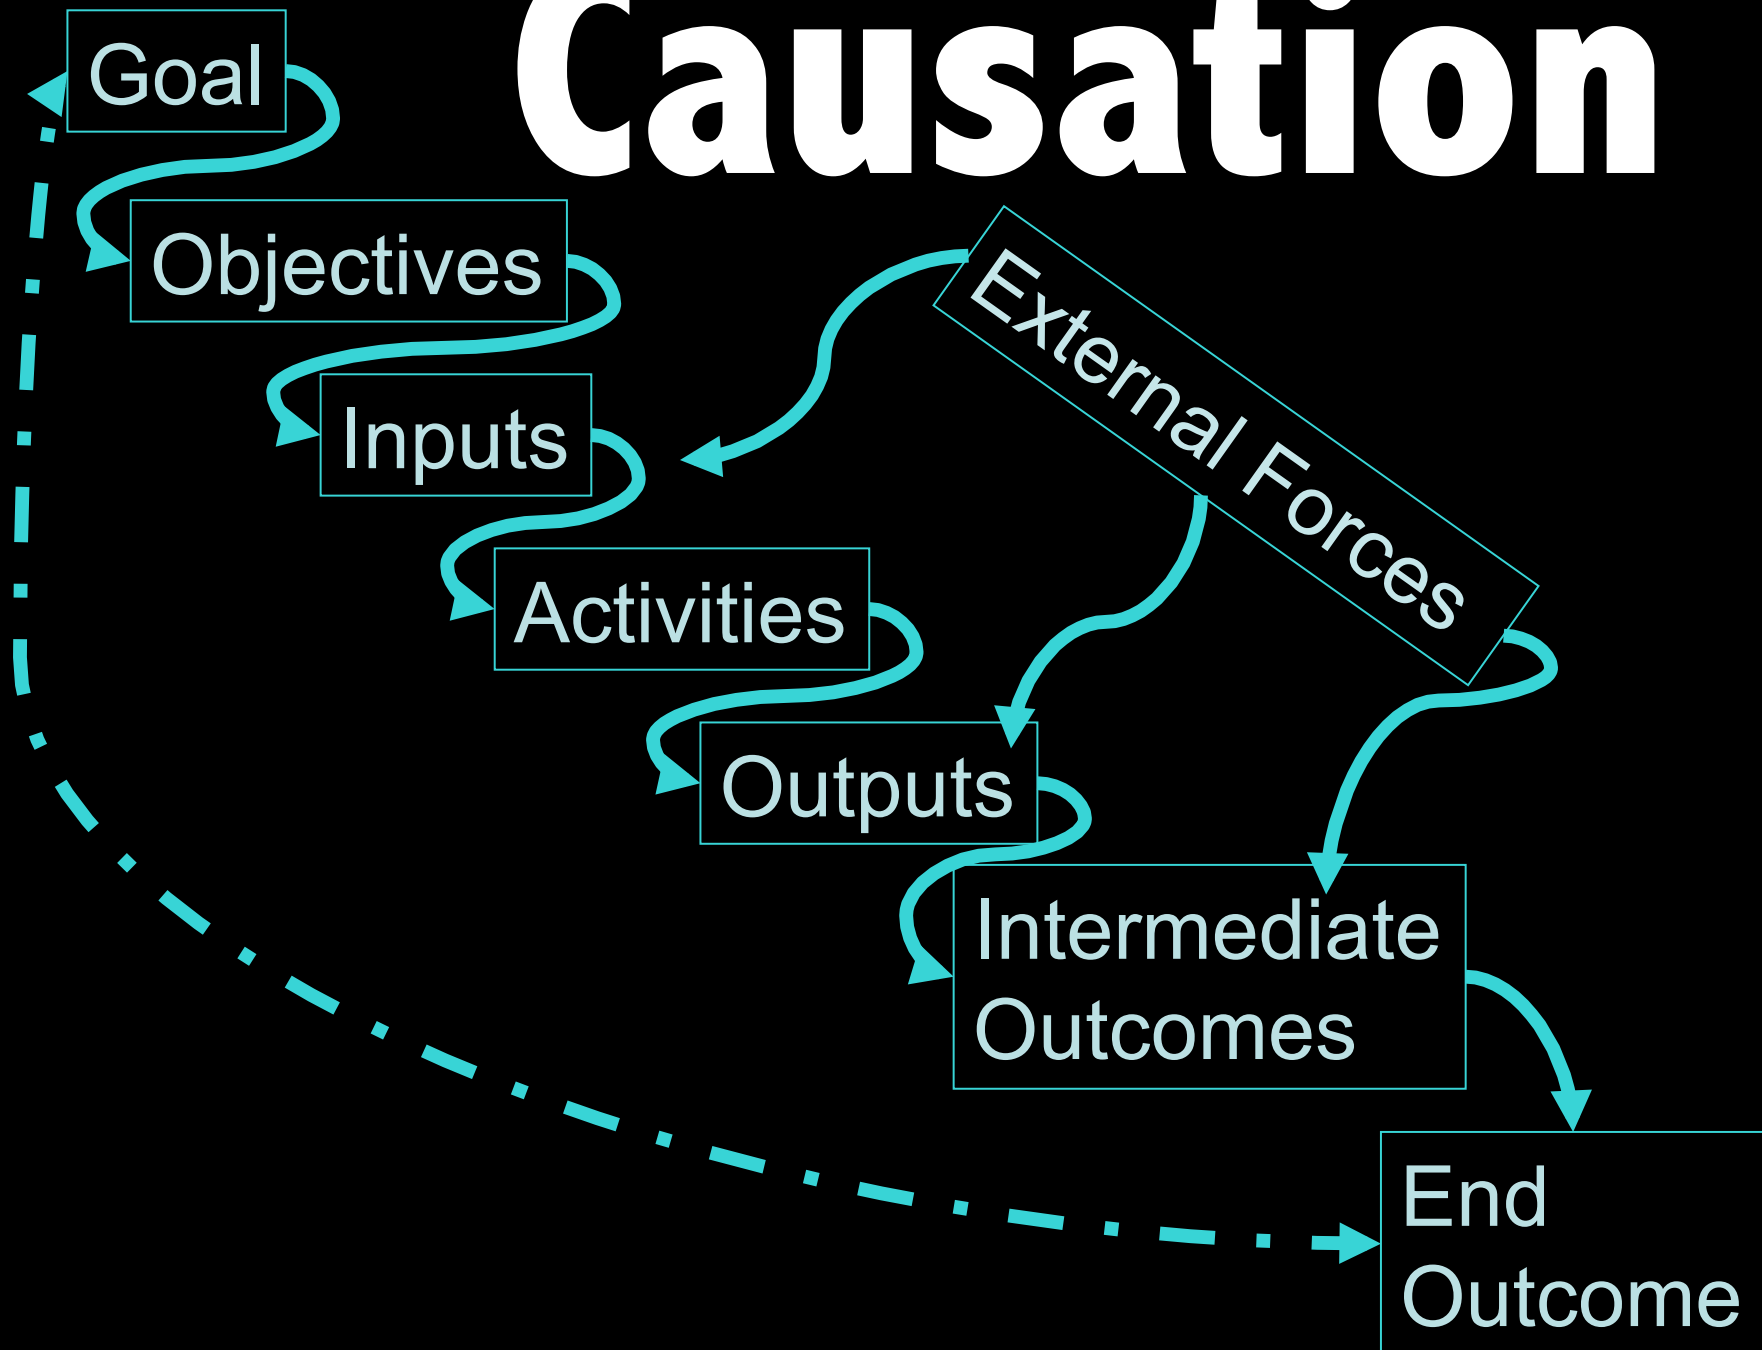 Causation
Goal
Objectives
External Forces
Inputs
Activities
Outputs
Intermediate
Outcomes
End
Outcome